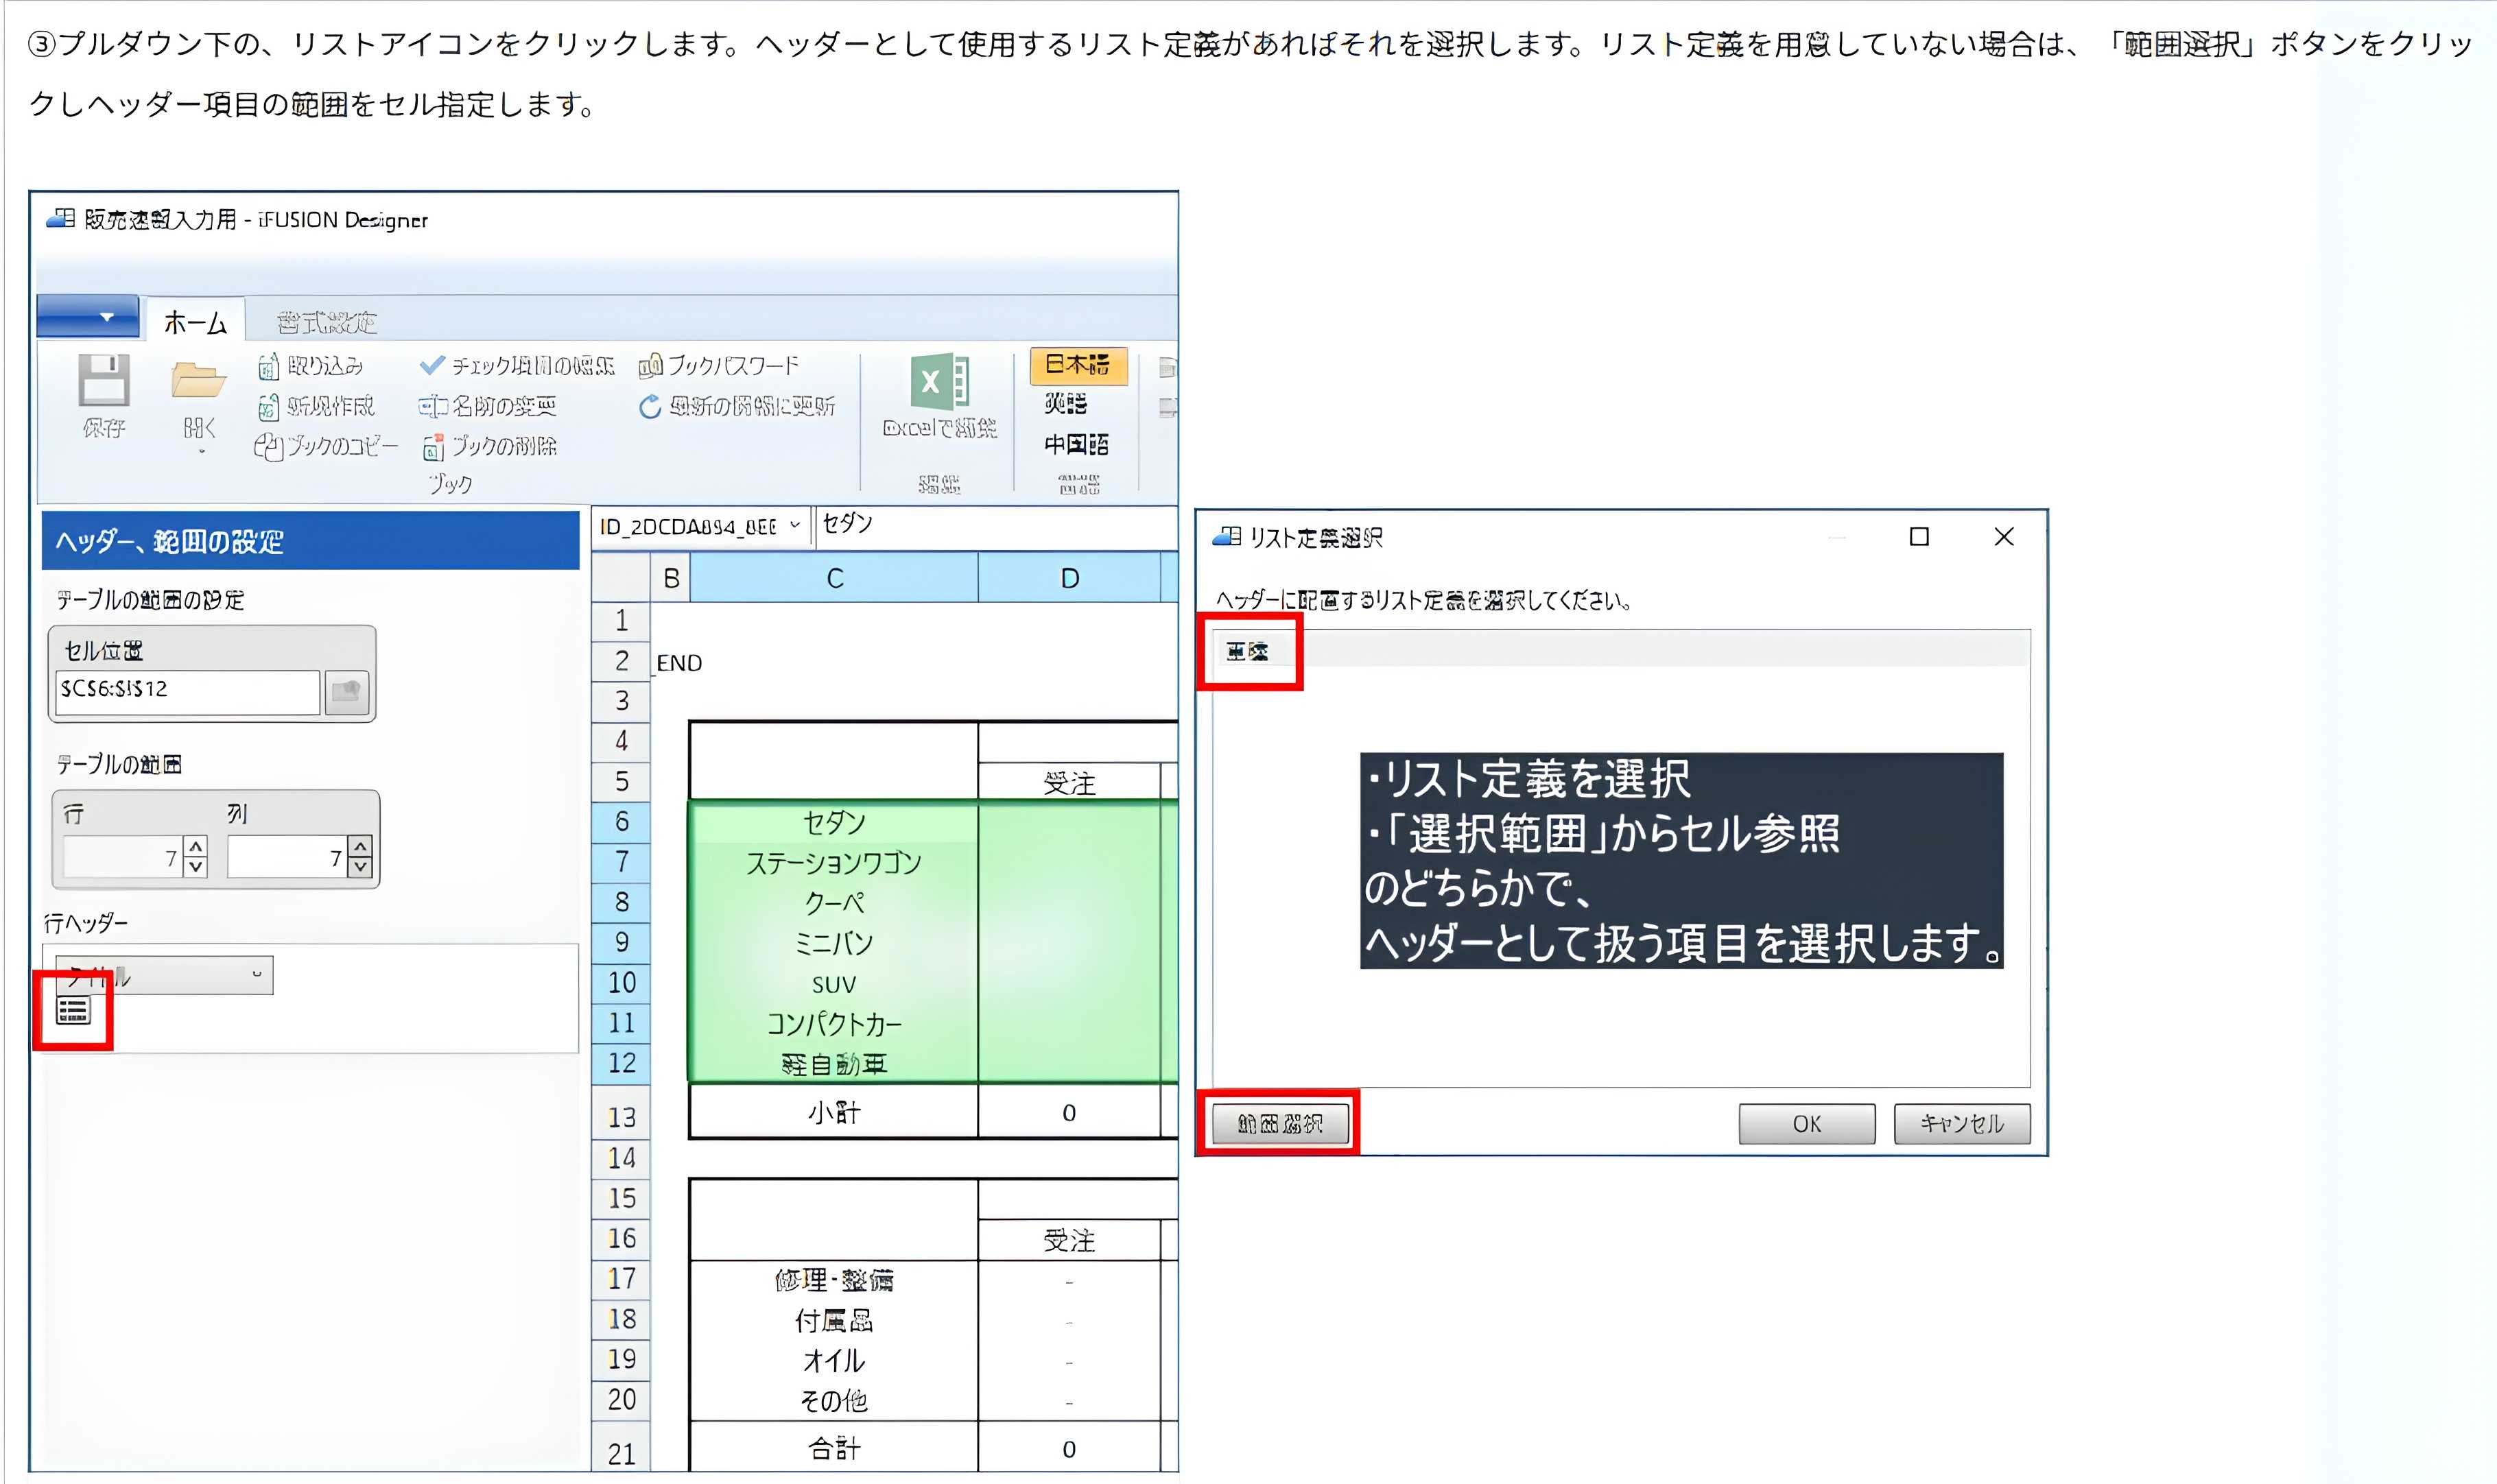 ③プルダウン下の、リストアイコンをクリックします。ヘッダーとして使用するリスト定義があればそれを選択します。リスト定義を用意していない場合は、「範囲選択」ボタンをクリッ
クしヘッダー項目の範囲をセル指定します。
販売速報入力用 - iFUSION Designer
ホーム 書式設定
保存 開く
取り込み
新規作成
ブックのコピー
チェック項目の編集
名前の変更
ブックの削除
ブックパスワード
最新の情報に更新
ブック
Excelで編集
編集
日本語
英語
中国語
言語
ヘッダー、範囲の設定
テーブルの範囲の設定
セル位置
$C$6:$I$12
テーブルの範囲
行 列
7 7
行ヘッダー
タイトル
セダン
B C D
1
2 _END
3
4
5 受注
6 セダン
7 ステーションワゴン
8 クーペ
9 ミニバン
10 SUV
11 コンパクトカー
12 軽自動車
13 小計 0
14
15
16 受注
17 修理・整備 -
18 付属品 -
19 オイル -
20 その他 -
21 合計 0
リスト定義選択
ヘッダーに配置するリスト定義を選択してください。
車種
・リスト定義を選択
・「選択範囲」からセル参照
のどちらかで、
ヘッダーとして扱う項目を選択します。
範囲選択 OK キャンセル